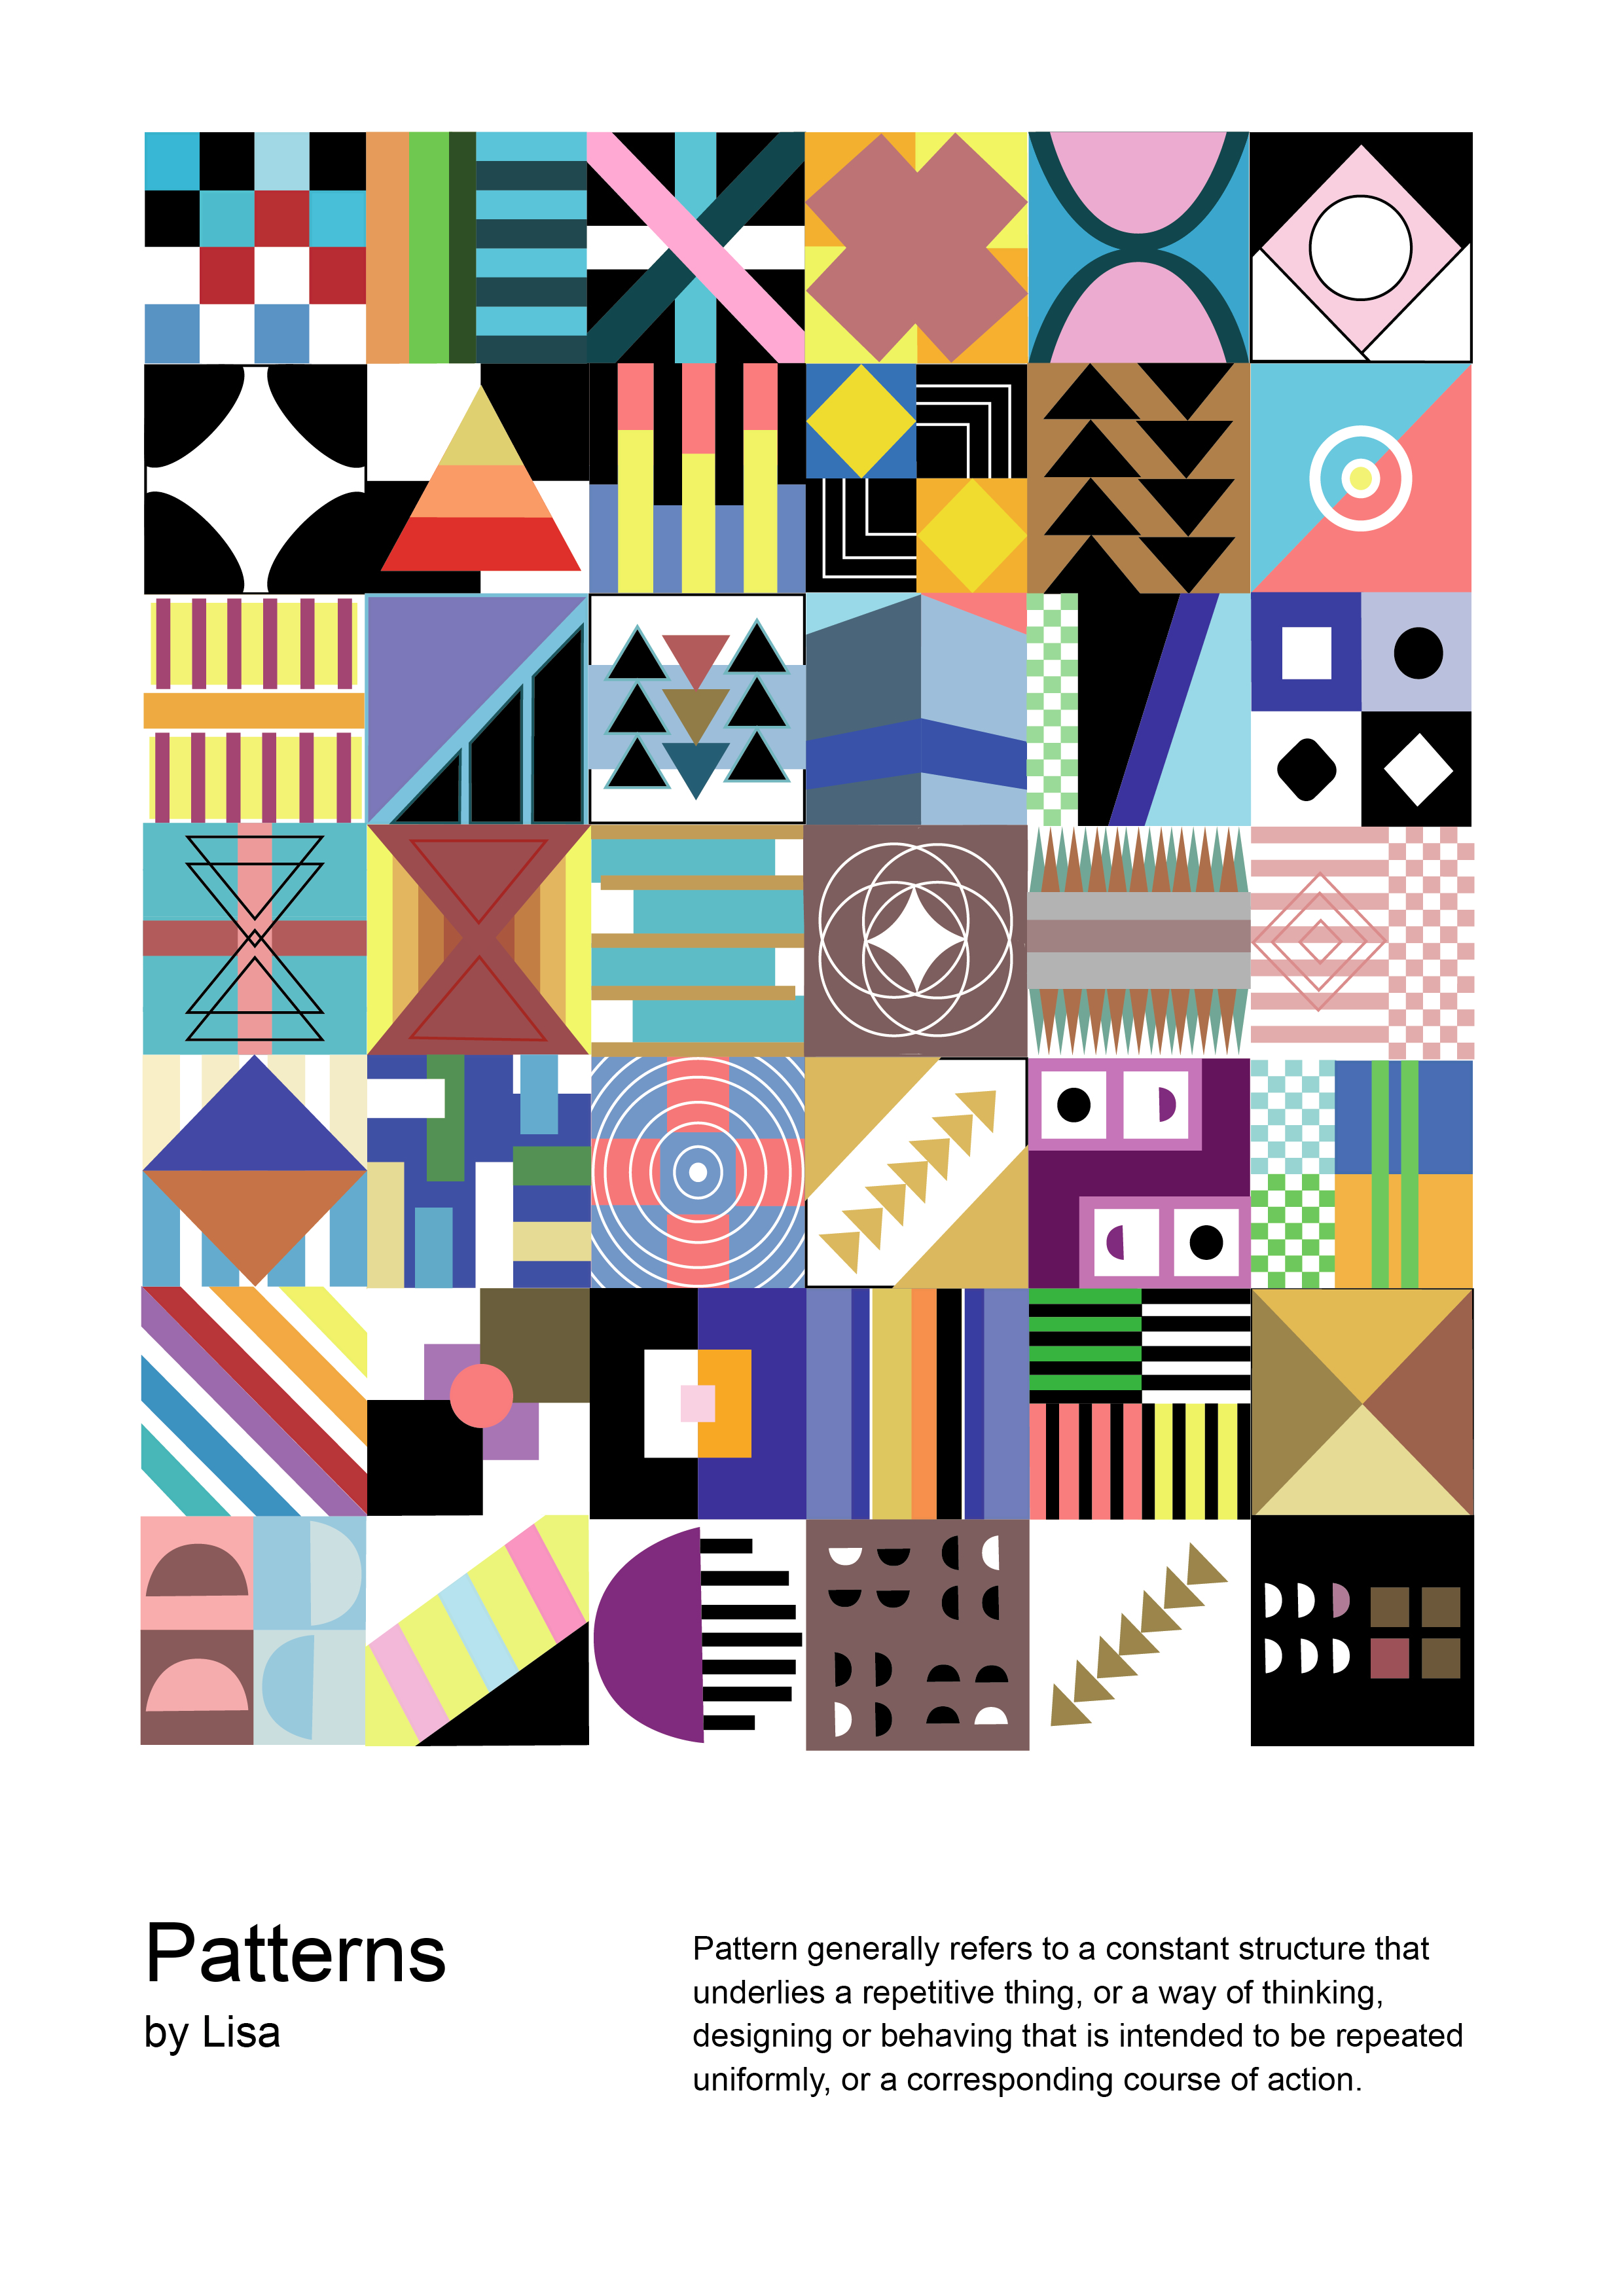 Patterns
by Lisa
Pattern generally refers to a constant structure that
underlies a repetitive thing, or a way of thinking,
designing or behaving that is intended to be repeated
uniformly, or a corresponding course of action.